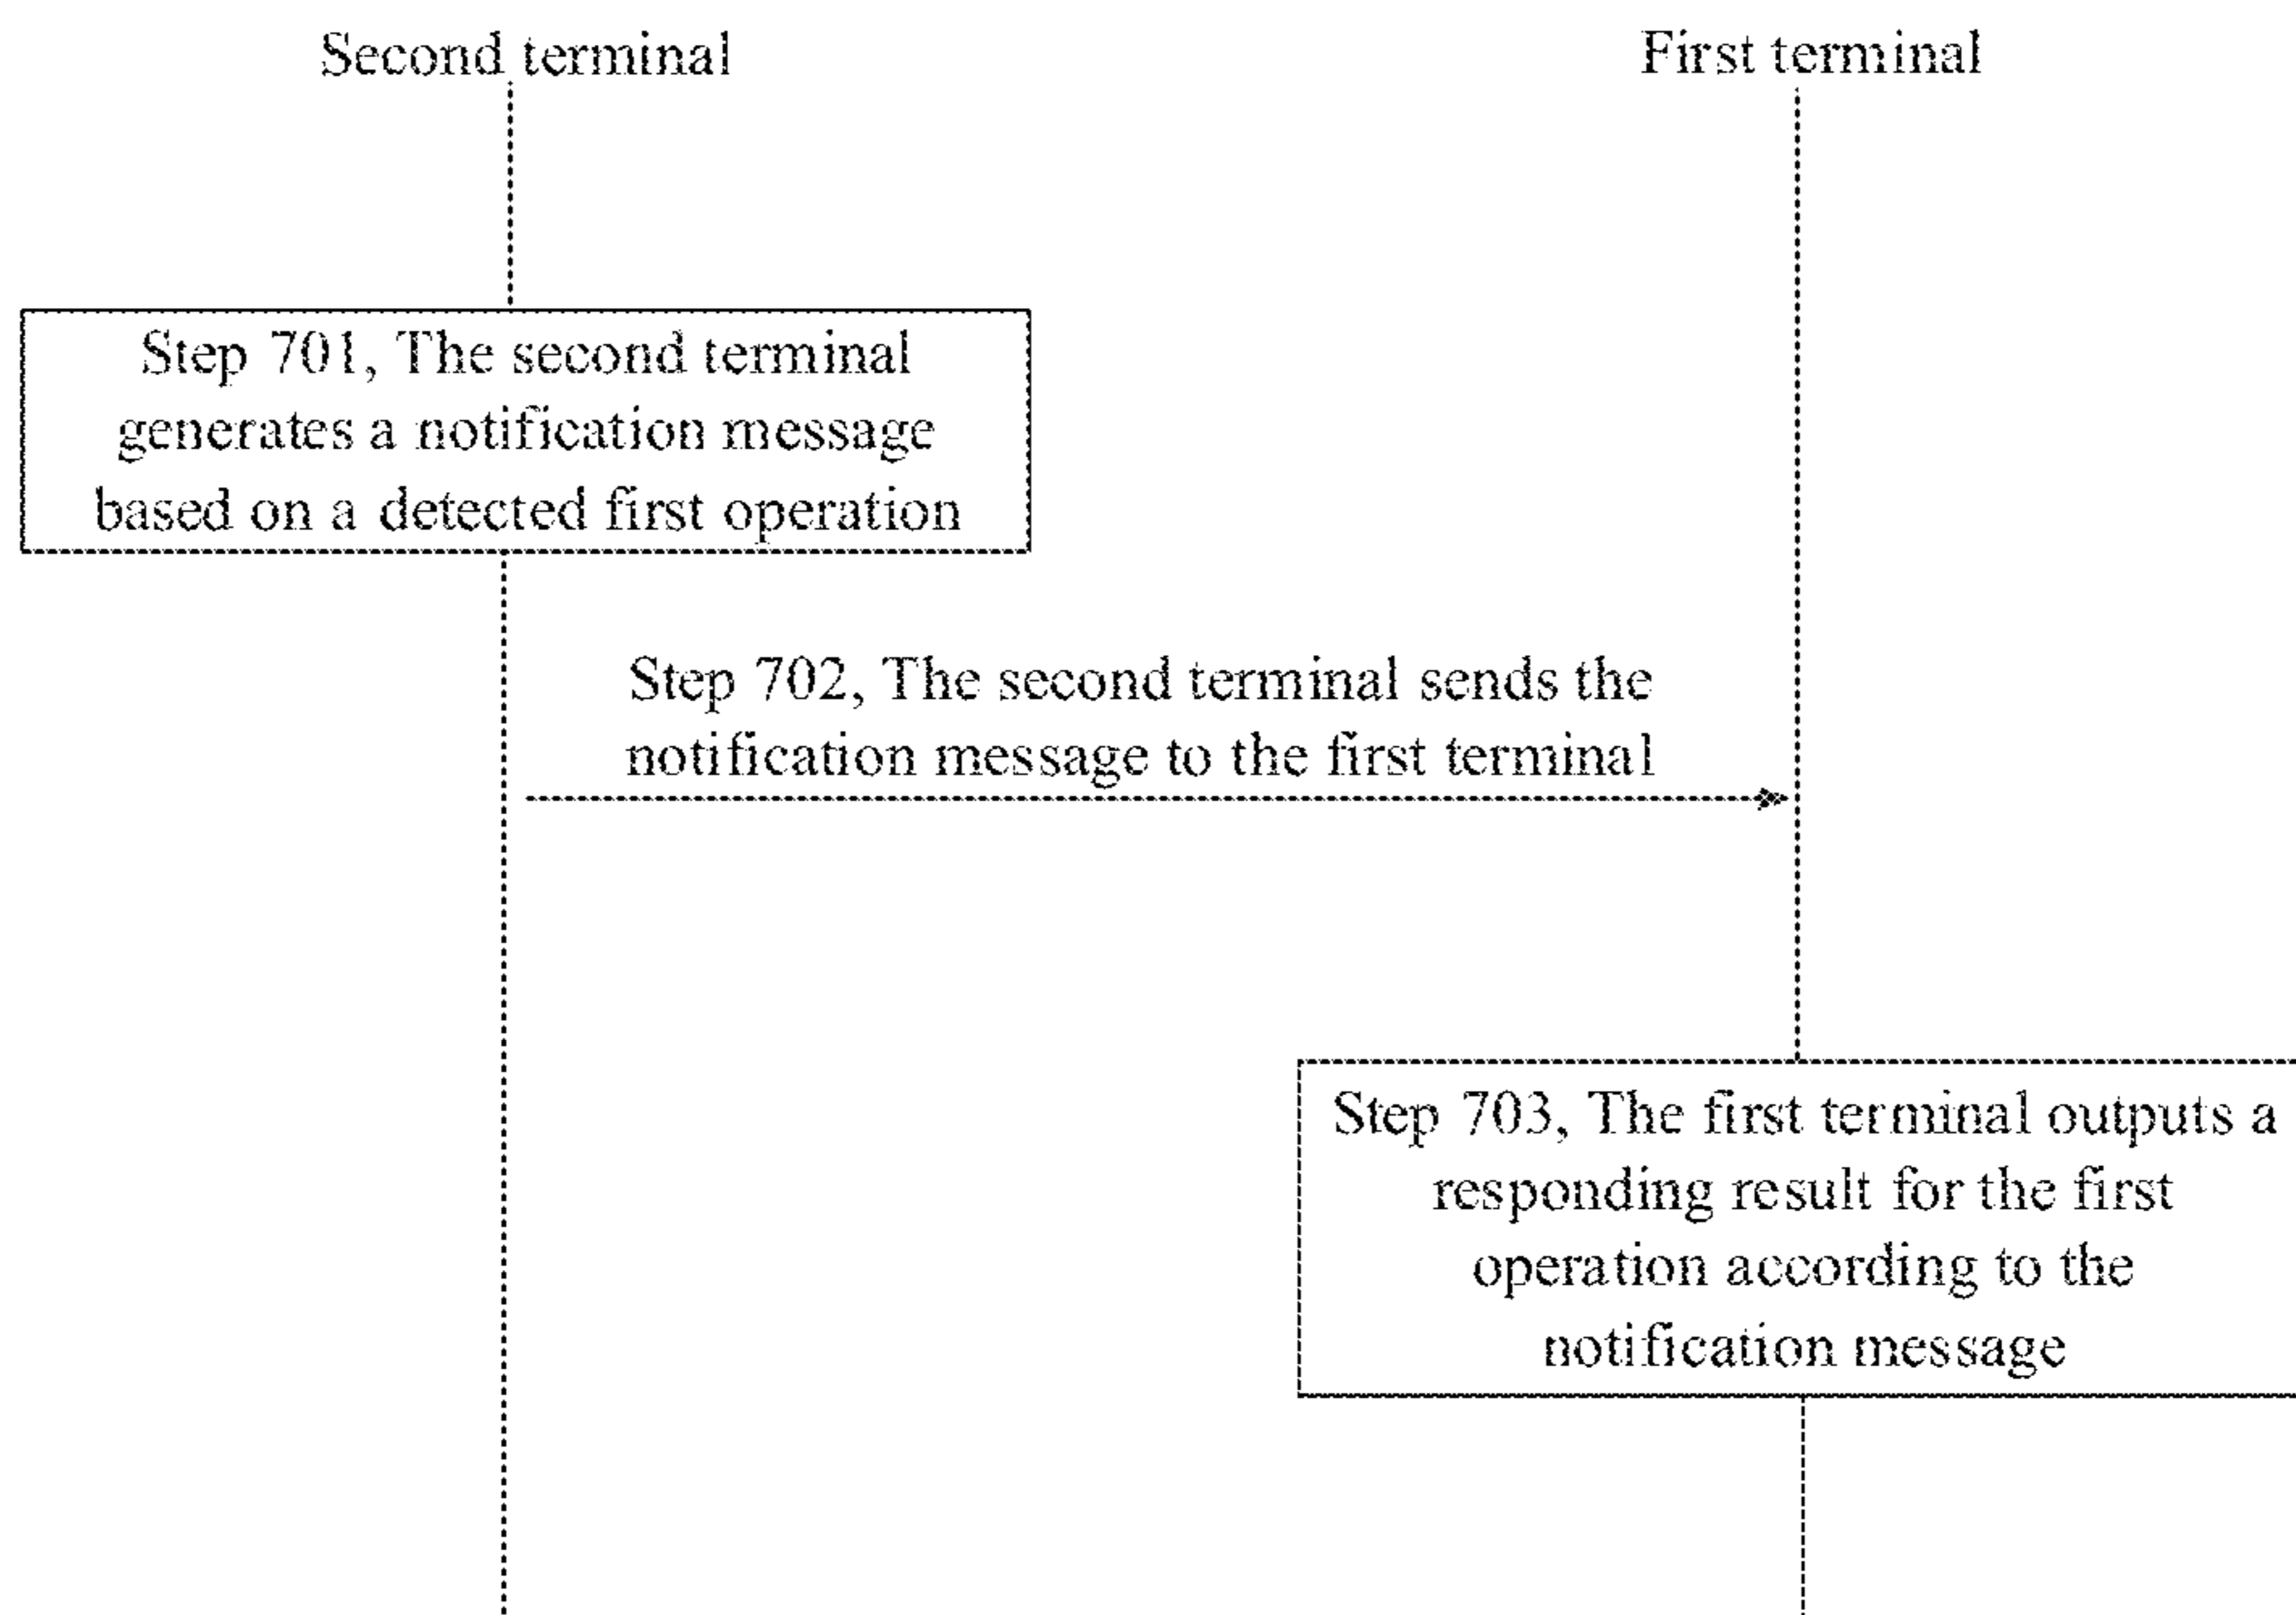 Second terminal
First terminal
Step 701, The second terminal
generates a notification message
based on a detected first operation
Step 702, The second terminal sends the
notification message to the first terminal
Step 703, The first terminal outputs a
responding result for the first
operation according to the
notification message